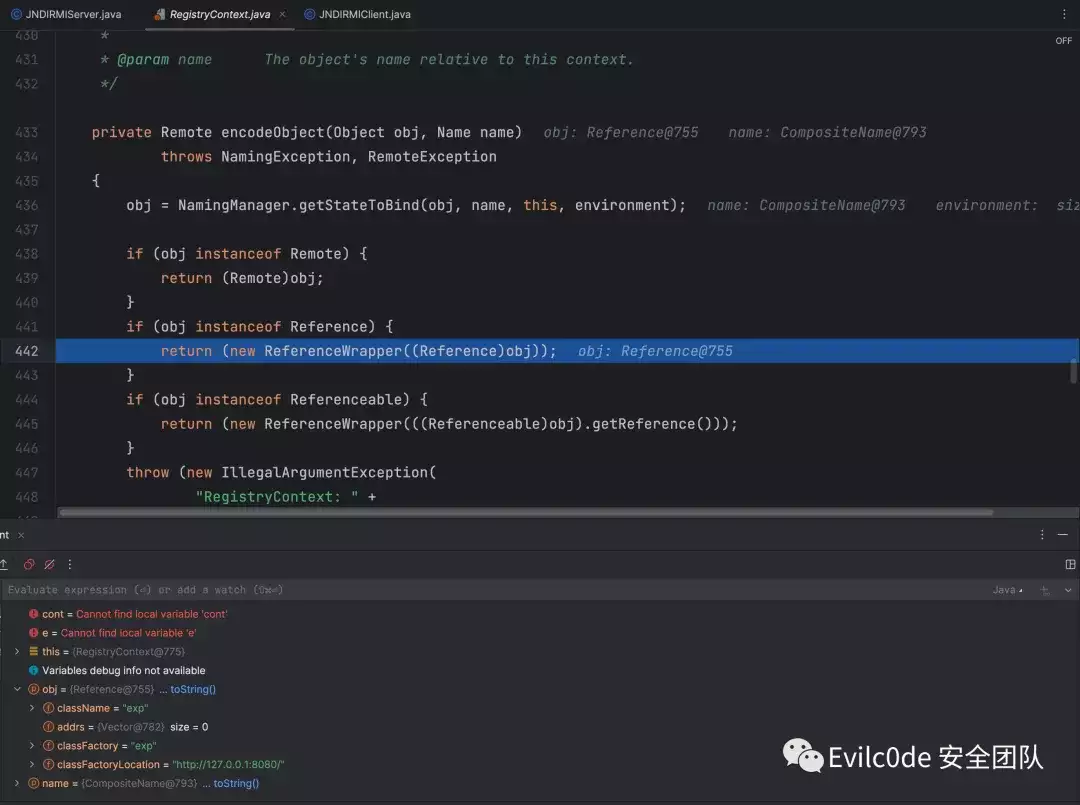 JNDIRMIServer.java RegistryContext.java × JNDIRMIClient.java
OFF
430 *
431 * @param name The object's name relative to this context.
432 */
433 private Remote encodeObject(Object obj, Name name) obj: Reference@755 name: CompositeName@793
434 throws NamingException, RemoteException
435 {
436 obj = NamingManager.getStateToBind(obj, name, this, environment); name: CompositeName@793 environment: siz
437
438 if (obj instanceof Remote) {
439 return (Remote)obj;
440 }
441 if (obj instanceof Reference) {
442 return (new ReferenceWrapper((Reference)obj)); obj: Reference@755
443 }
444 if (obj instanceof Referenceable) {
445 return (new ReferenceWrapper(((Referenceable)obj).getReference()));
446 }
447 throw (new IllegalArgumentException(
448 "RegistryContext: " +
nt ×
Evaluate expression (⏎) or add a watch (⇧⌘⏎) Java
cont = Cannot find local variable 'cont'
e = Cannot find local variable 'e'
this = {RegistryContext@775}
Variables debug info not available
obj = {Reference@755} ... toString()
className = "exp"
addrs = {Vector@782} size = 0
classFactory = "exp"
classFactoryLocation = "http://127.0.0.1:8080/"
name = {CompositeName@793} ... toString()
Evilc0de 安全团队